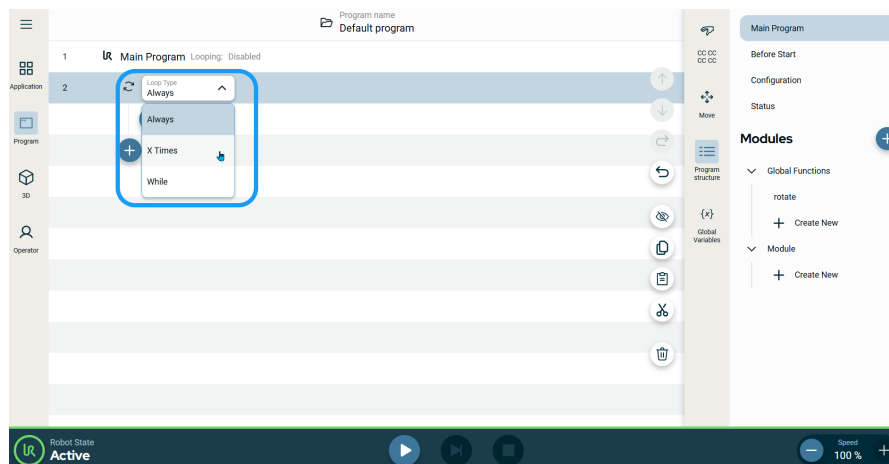 Program name
Default program
1
Main Program Looping: Disabled
2
Loop Type
Always
Always
X Times
While
Application
Program
3D
Operator
CC CC
CC CC
Move
Program
structure
{x}
Global
Variables
Main Program
Before Start
Configuration
Status
Modules
Global Functions
rotate
Create New
Module
Create New
UR
Robot State
Active
Speed
100 %